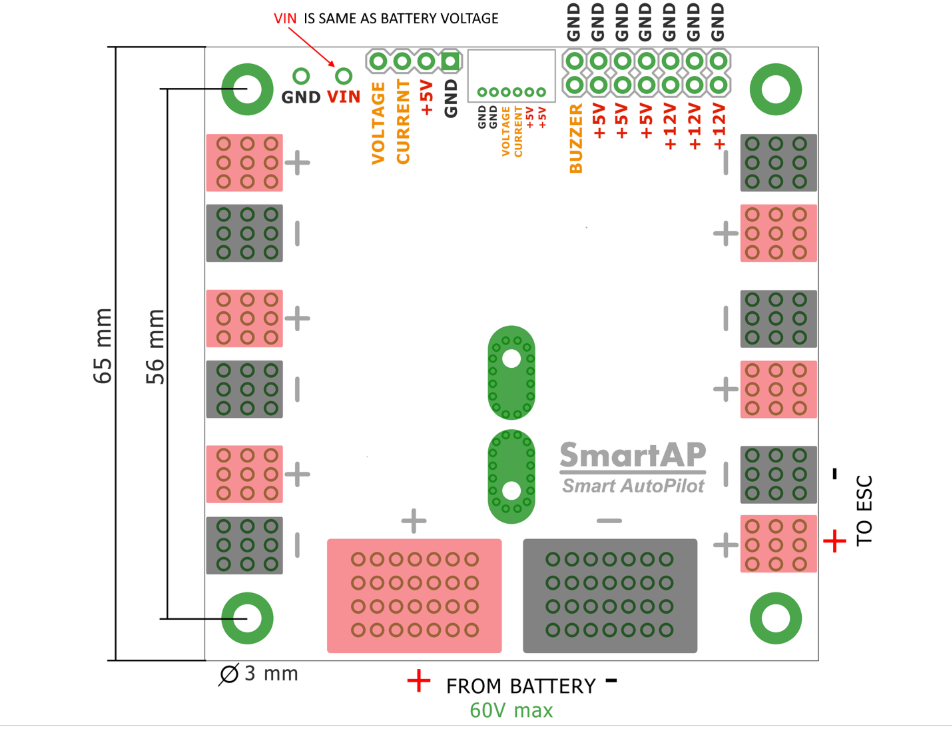 VIN IS SAME AS BATTERY VOLTAGE
GND GND GND GND GND GND GND
GND VIN
VOLTAGE CURRENT +5V GND
GND GND VOLTAGE CURRENT +5V +5V
BUZZER +5V +5V +5V +12V +12V +12V
+ −
− +
+ −
− +
65 mm
56 mm
+ −
− +
SmartAP
Smart AutoPilot
- + TO ESC
+ −
Ø 3 mm
+ FROM BATTERY -
60V max